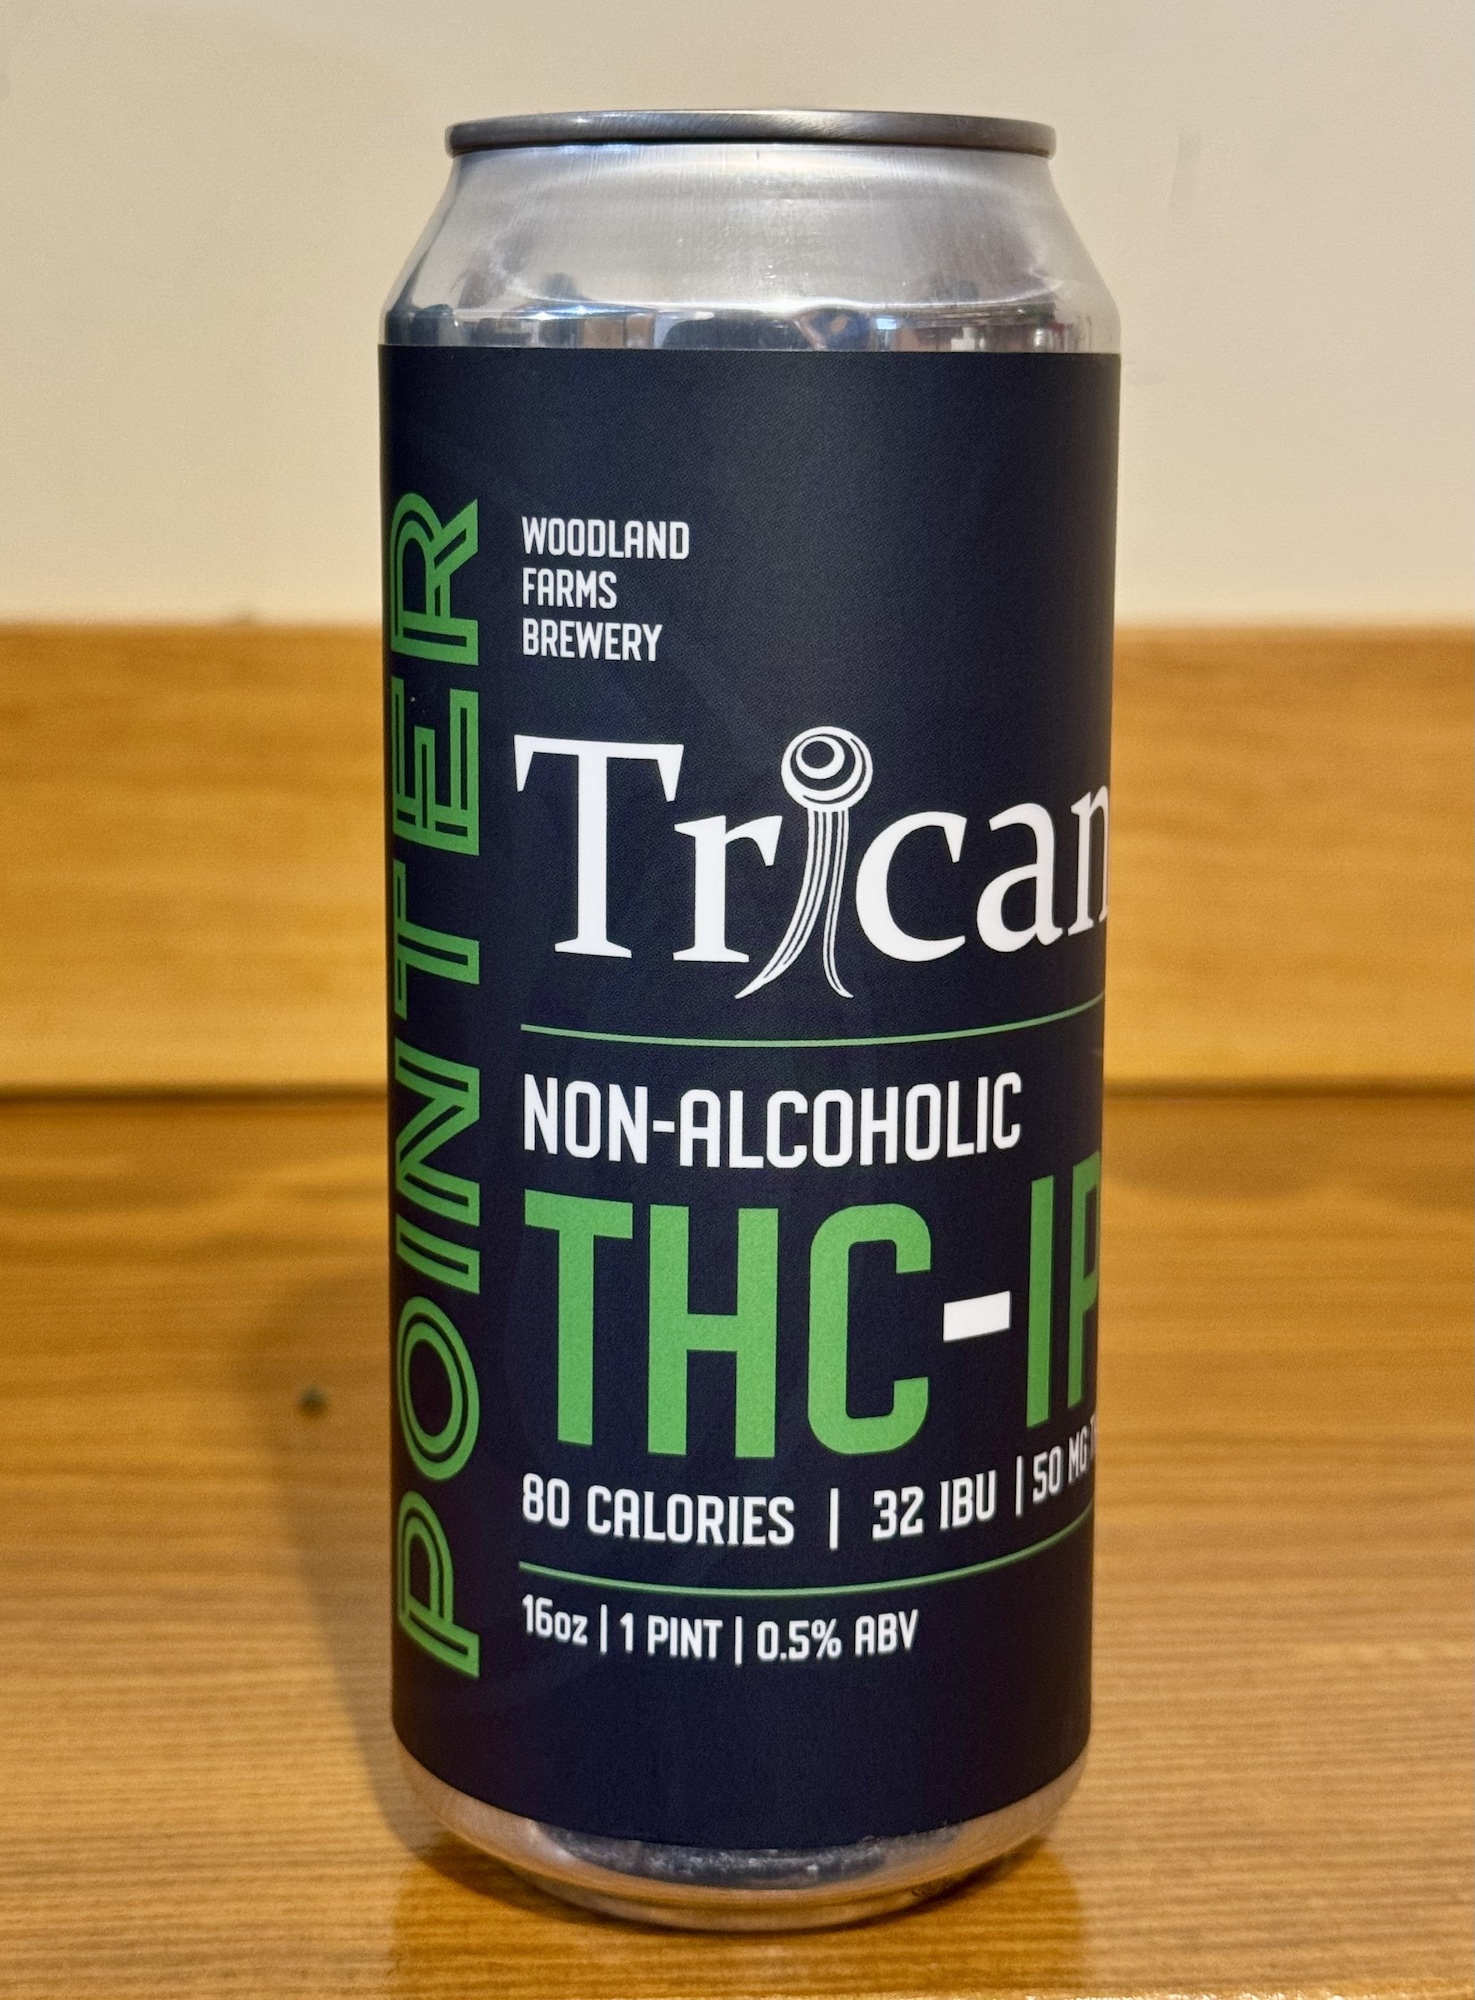 POINTER
WOODLAND
FARMS
BREWERY
Trican
NON-ALCOHOLIC
THC-IP
80 CALORIES | 32 IBU | 50 MG
16oz | 1 PINT | 0.5% ABV